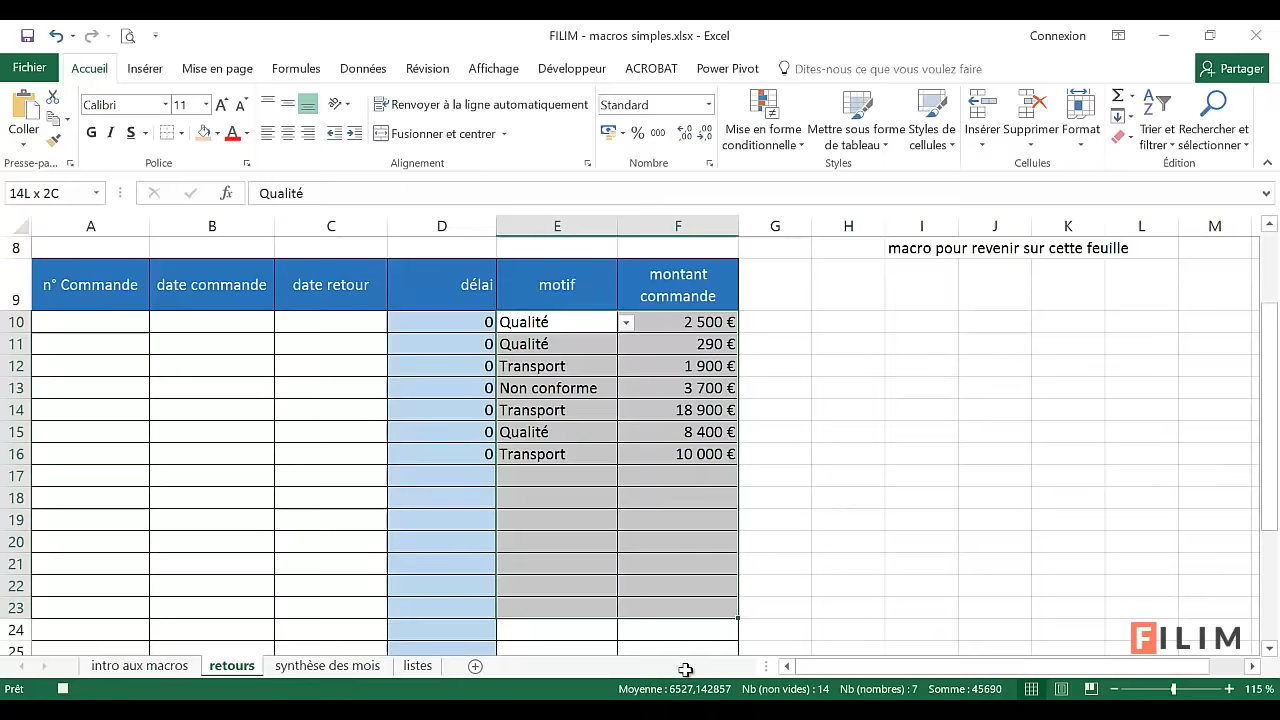 FILIM - macros simples.xlsx - Excel
Connexion
Fichier Accueil Insérer Mise en page Formules Données Révision Affichage Développeur ACROBAT Power Pivot Dites-nous ce que vous voulez faire Partager
Coller Calibri 11 A A Renvoyer à la ligne automatiquement Standard Mise en forme conditionnelle Mettre sous forme de tableau Styles de cellules Insérer Supprimer Format Trier et filtrer Rechercher et sélectionner
G I S A Fusionner et centrer % 000
Presse-pa... Police Alignement Nombre Styles Cellules Édition
14L x 2C fx Qualité
A B C D E F G H I J K L M
8 macro pour revenir sur cette feuille
9 n° Commande date commande date retour délai motif montant commande
10 0 Qualité 2 500 €
11 0 Qualité 290 €
12 0 Transport 1 900 €
13 0 Non conforme 3 700 €
14 0 Transport 18 900 €
15 0 Qualité 8 400 €
16 0 Transport 10 000 €
17
18
19
20
21
22
23
24
25
FILIM
intro aux macros retours synthèse des mois listes
Prêt Moyenne : 6527,142857 Nb (non vides) : 14 Nb (nombres) : 7 Somme : 45690 115 %